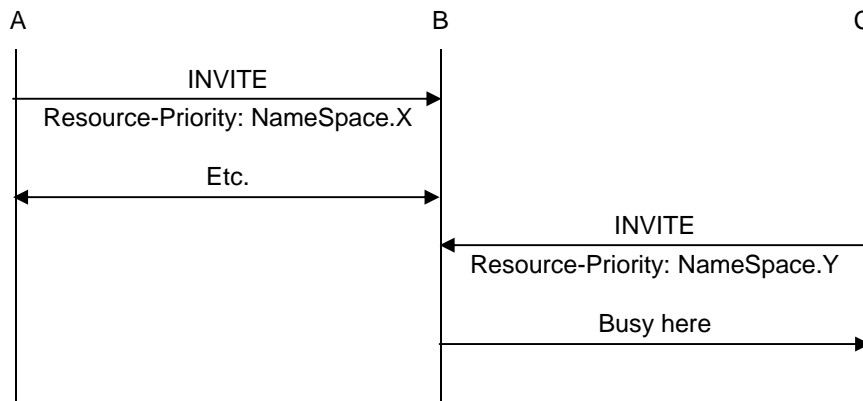 A B C
INVITE
Resource-Priority: NameSpace.X
Etc.
INVITE
Resource-Priority: NameSpace.Y
Busy here